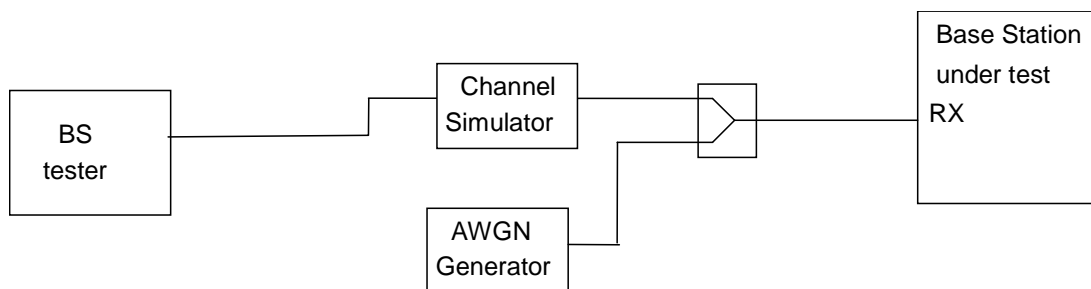 BS
tester
Channel
Simulator
AWGN
Generator
Base Station
under test
RX